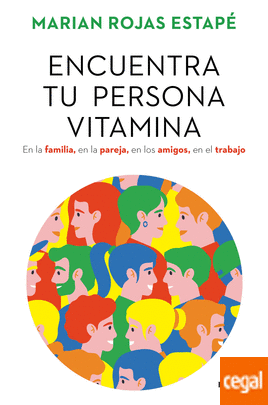 MARIAN ROJAS ESTAPÉ
ENCUENTRA
TU PERSONA
VITAMINA
En la familia, en la pareja, en los amigos, en el trabajo
cegal